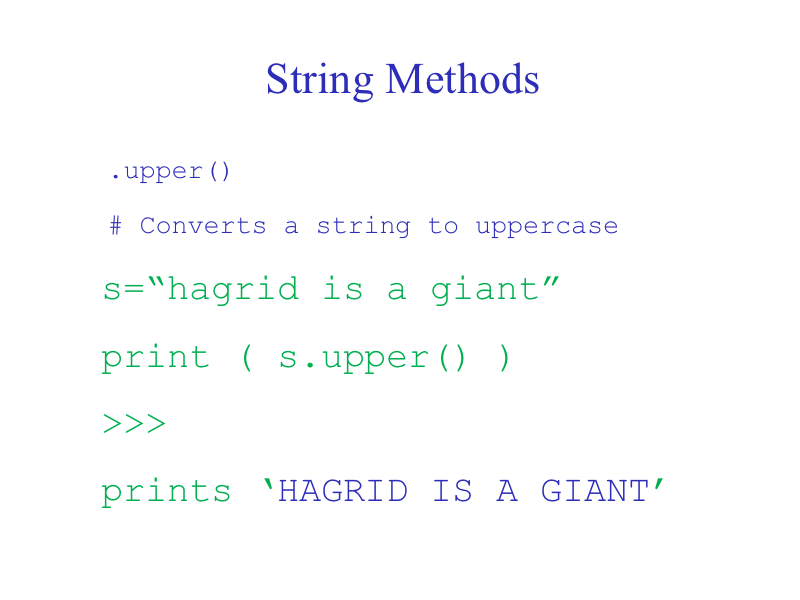 String Methods
.upper()
# Converts a string to uppercase
s=“hagrid is a giant”
print ( s.upper() )
>>>
prints ‘HAGRID IS A GIANT’